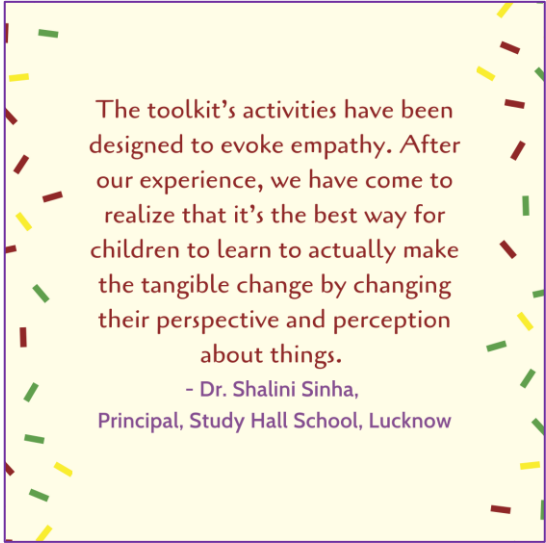 The toolkit's activities have been
designed to evoke empathy. After
our experience, we have come to
realize that it's the best way for
children to learn to actually make
the tangible change by changing
their perspective and perception
about things.
- Dr. Shalini Sinha,
Principal, Study Hall School, Lucknow